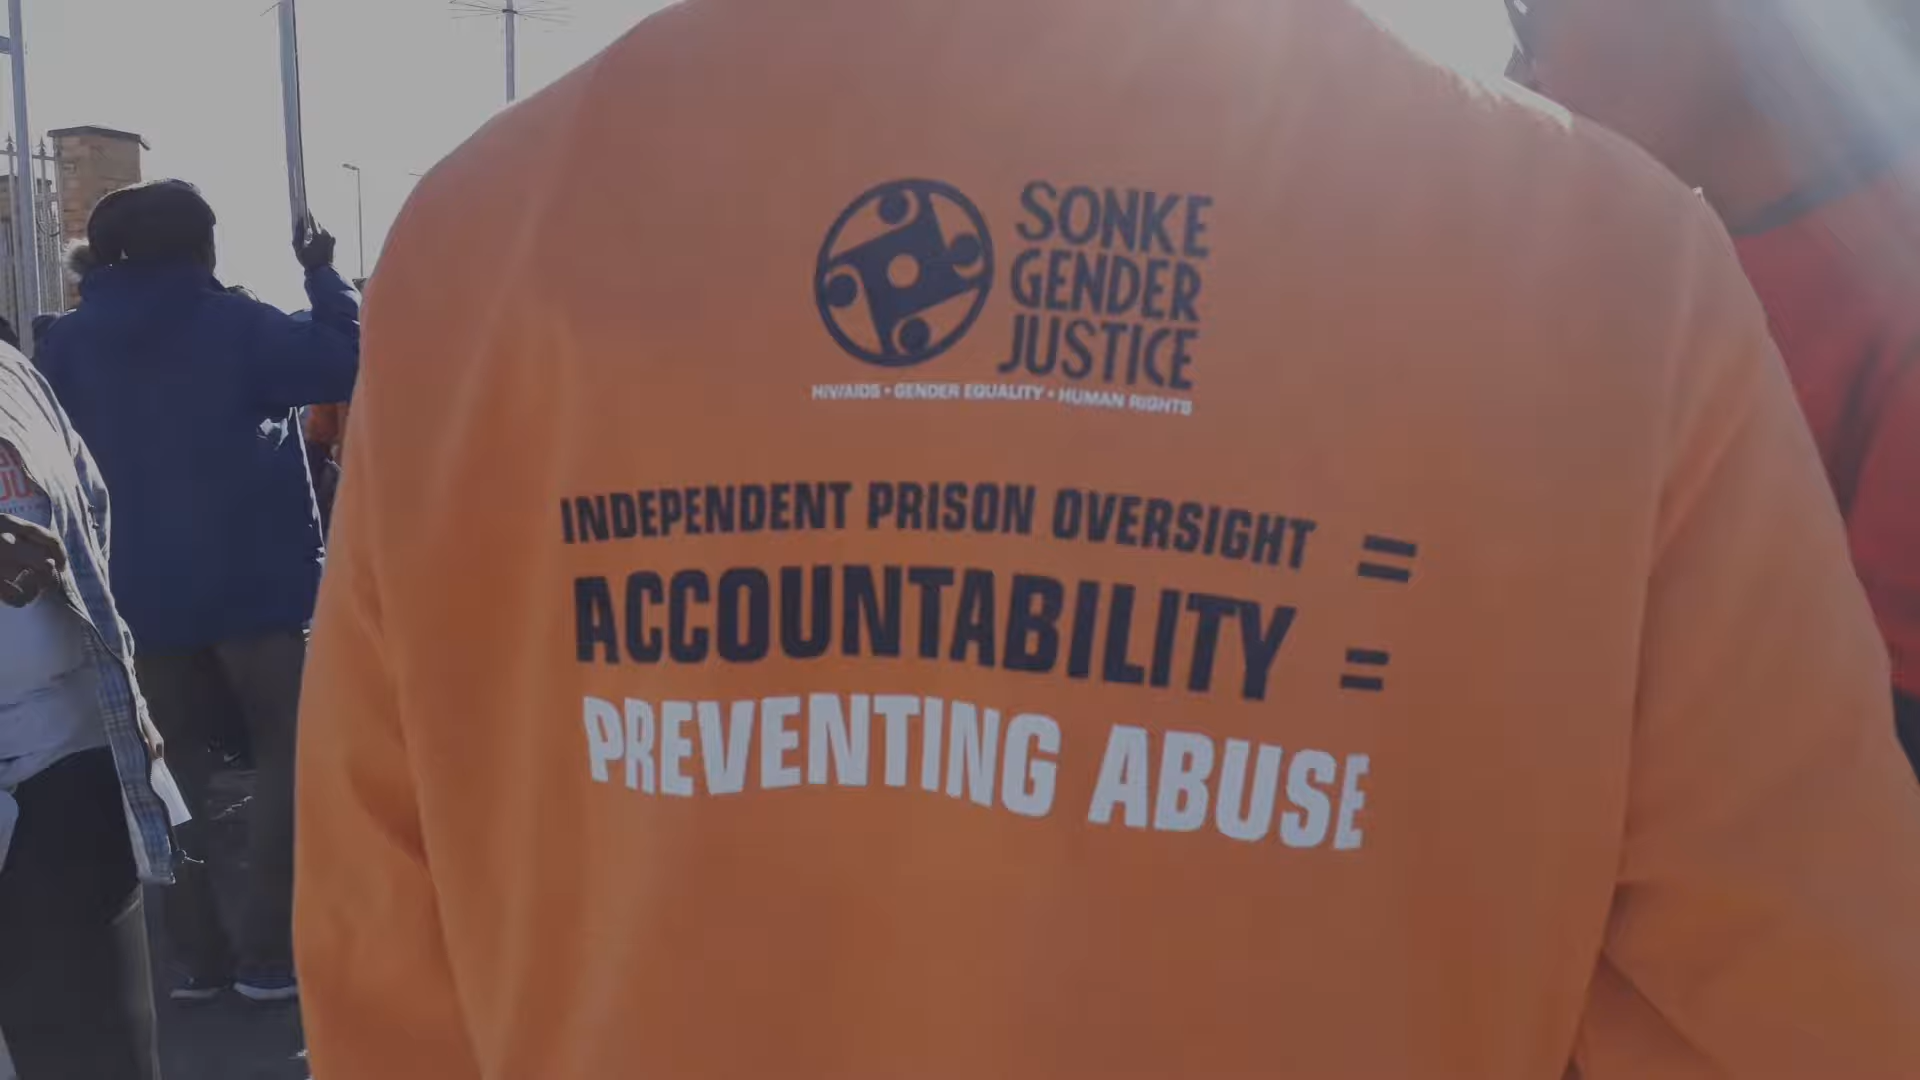 SONKE
GENDER
JUSTICE
HIV/AIDS • GENDER EQUALITY • HUMAN RIGHTS
INDEPENDENT PRISON OVERSIGHT =
ACCOUNTABILITY =
PREVENTING ABUSE